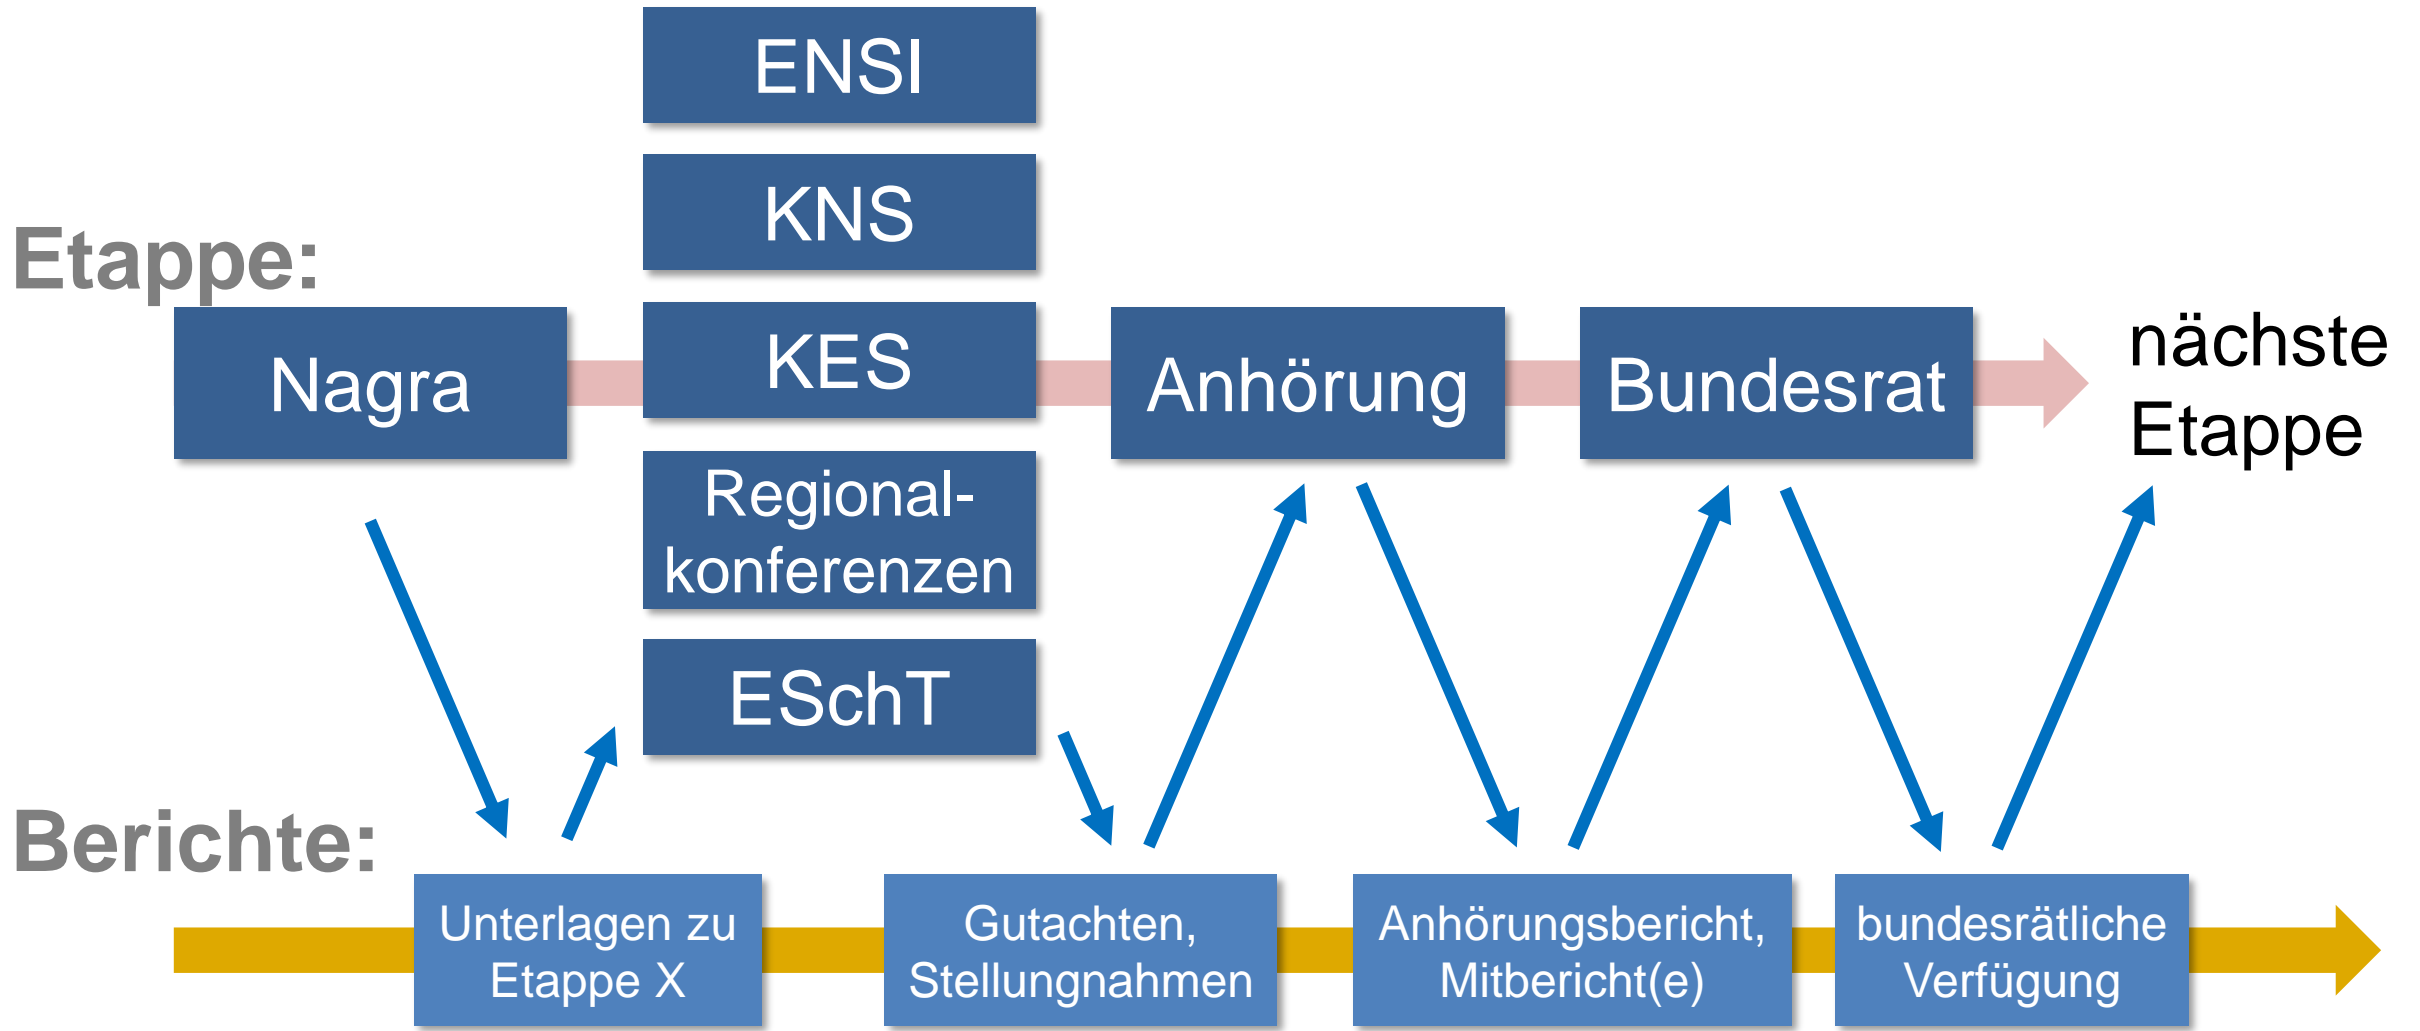 Etappe:
Nagra
ENSI
KNS
KES
Regional-
konferenzen
ESchT
Anhörung
Bundesrat
nächste
Etappe
Berichte:
Unterlagen zu
Etappe X
Gutachten,
Stellungnahmen
Anhörungsbericht,
Mitbericht(e)
bundesrätliche
Verfügung